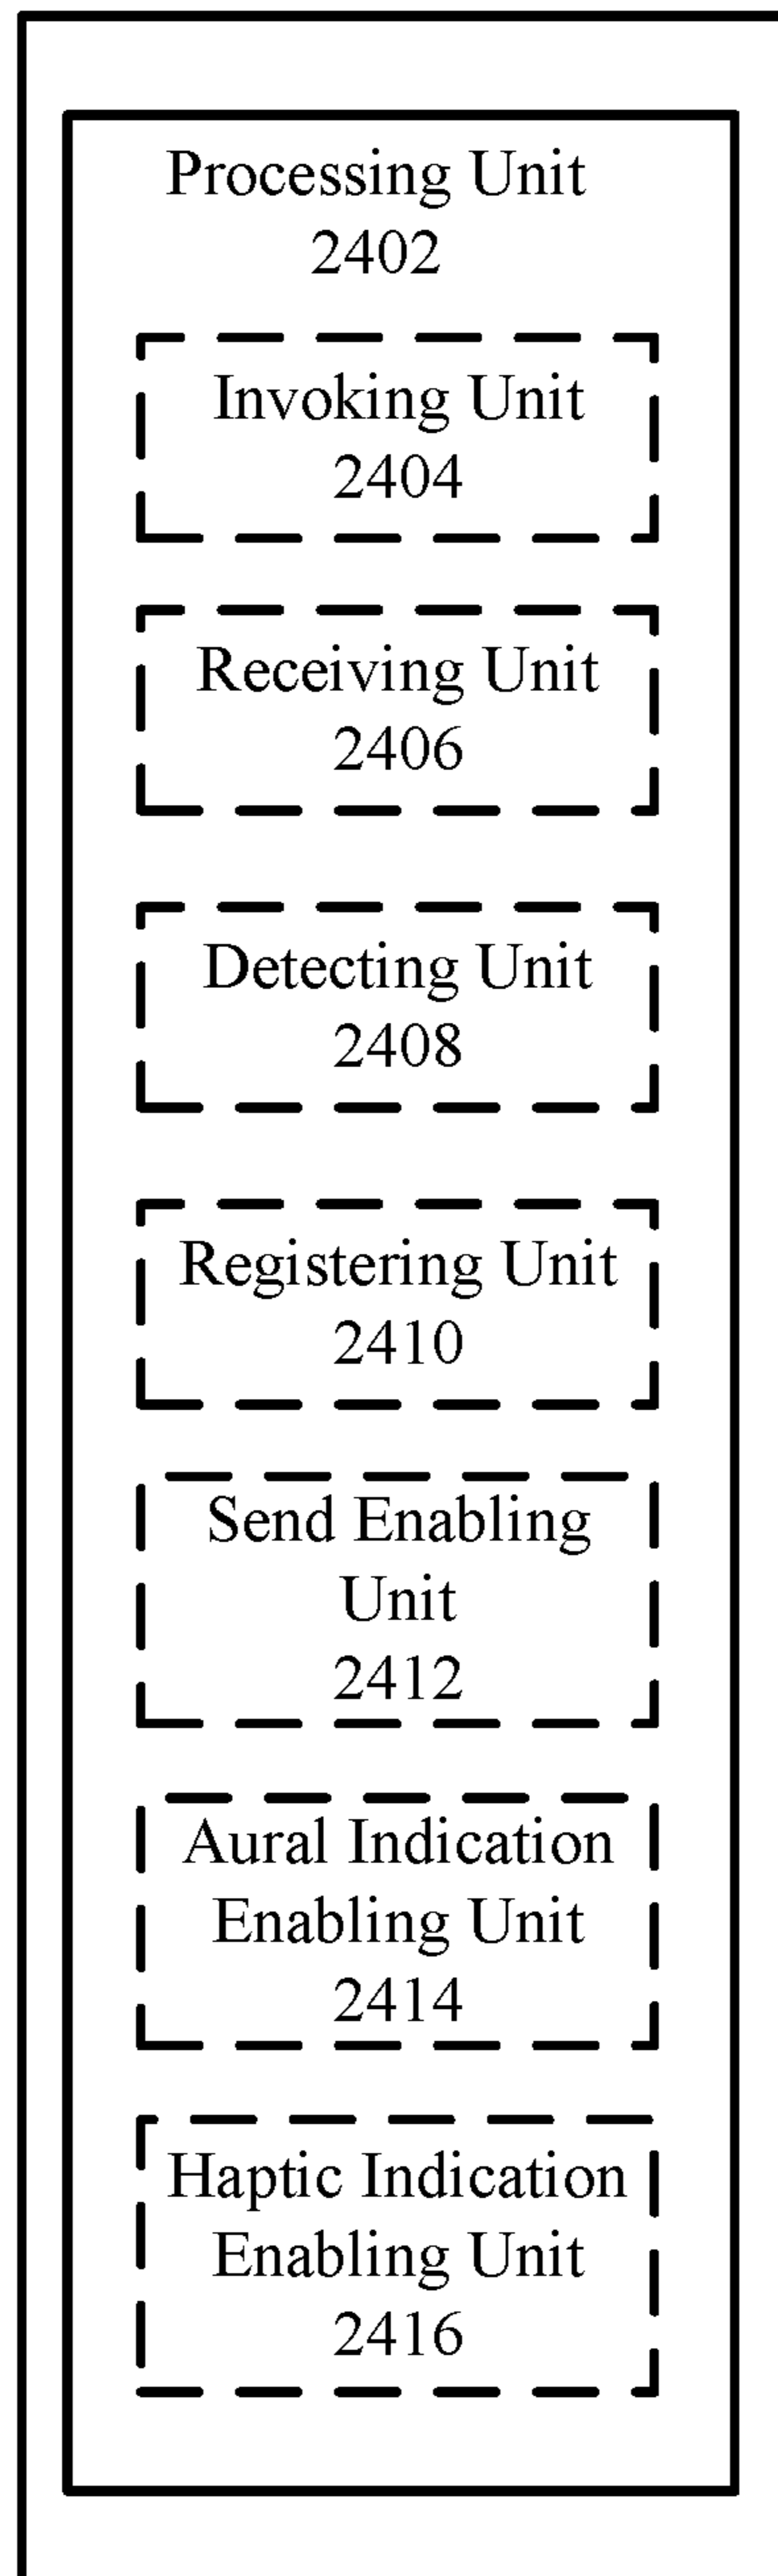 Processing Unit
2402
Invoking Unit
2404
Receiving Unit
2406
Detecting Unit
2408
Registering Unit
2410
Send Enabling
Unit
2412
Aural Indication
Enabling Unit
2414
Haptic Indication
Enabling Unit
2416